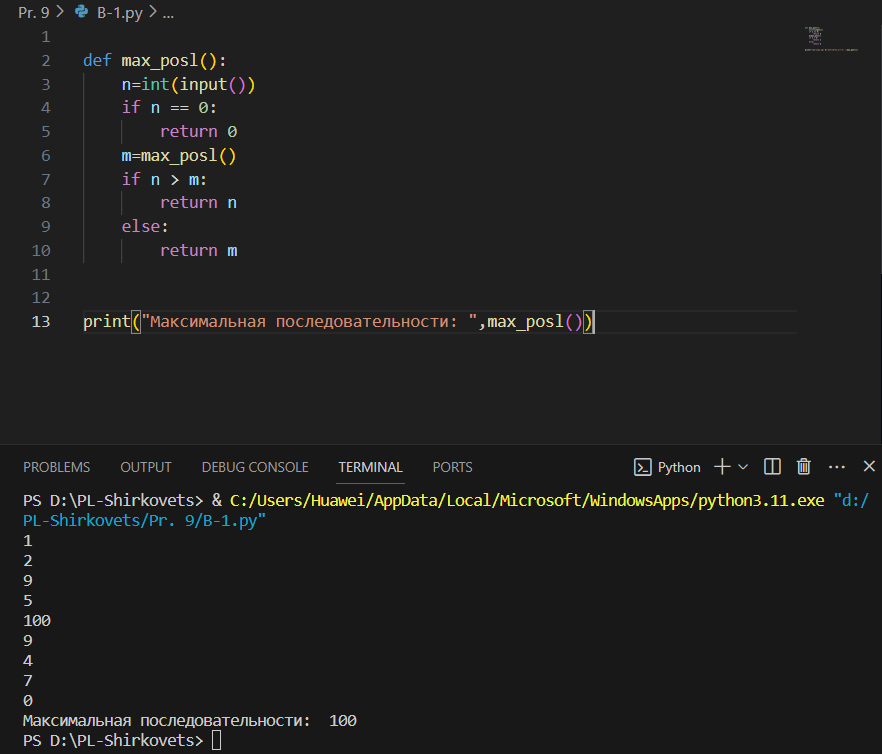 Pr. 9 > B-1.py > ...
1
2 def max_posl():
3     n=int(input())
4     if n == 0:
5         return 0
6     m=max_posl()
7     if n > m:
8         return n
9     else:
10         return m
11
12
13 print("Максимальная последовательности: ",max_posl())
PROBLEMS OUTPUT DEBUG CONSOLE TERMINAL PORTS Python
PS D:\PL-Shirkovets> & C:/Users/Huawei/AppData/Local/Microsoft/WindowsApps/python3.11.exe "d:/
PL-Shirkovets/Pr. 9/B-1.py"
1
2
9
5
100
9
4
7
0
Максимальная последовательности:  100
PS D:\PL-Shirkovets>